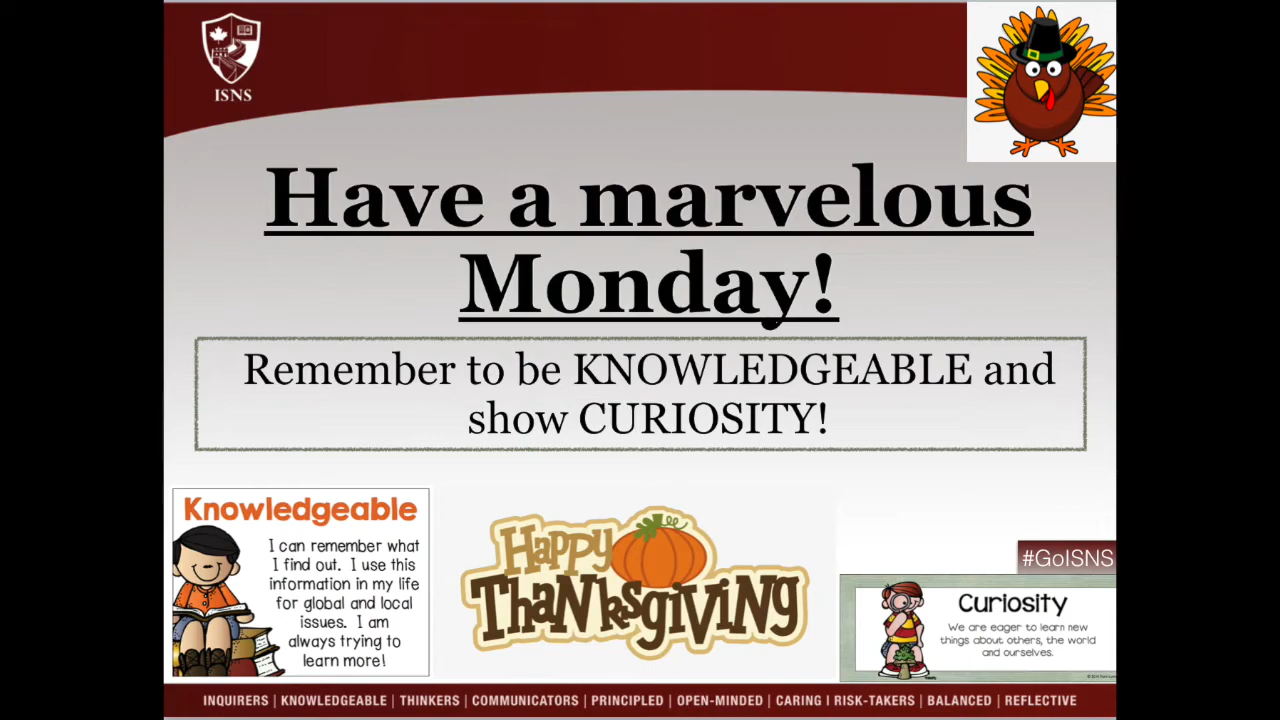 ISNS
Have a marvelous
Monday!
Remember to be KNOWLEDGEABLE and
show CURIOSITY!
Knowledgeable
I can remember what
I find out. I use this
information in my life
for global and local
issues. I am
always trying to
learn more!
Happy
Thanksgiving
#GoISNS
Curiosity
We are eager to learn new
things about others, the world
and ourselves.
INQUIRERS | KNOWLEDGEABLE | THINKERS | COMMUNICATORS | PRINCIPLED | OPEN-MINDED | CARING I RISK-TAKERS | BALANCED | REFLECTIVE